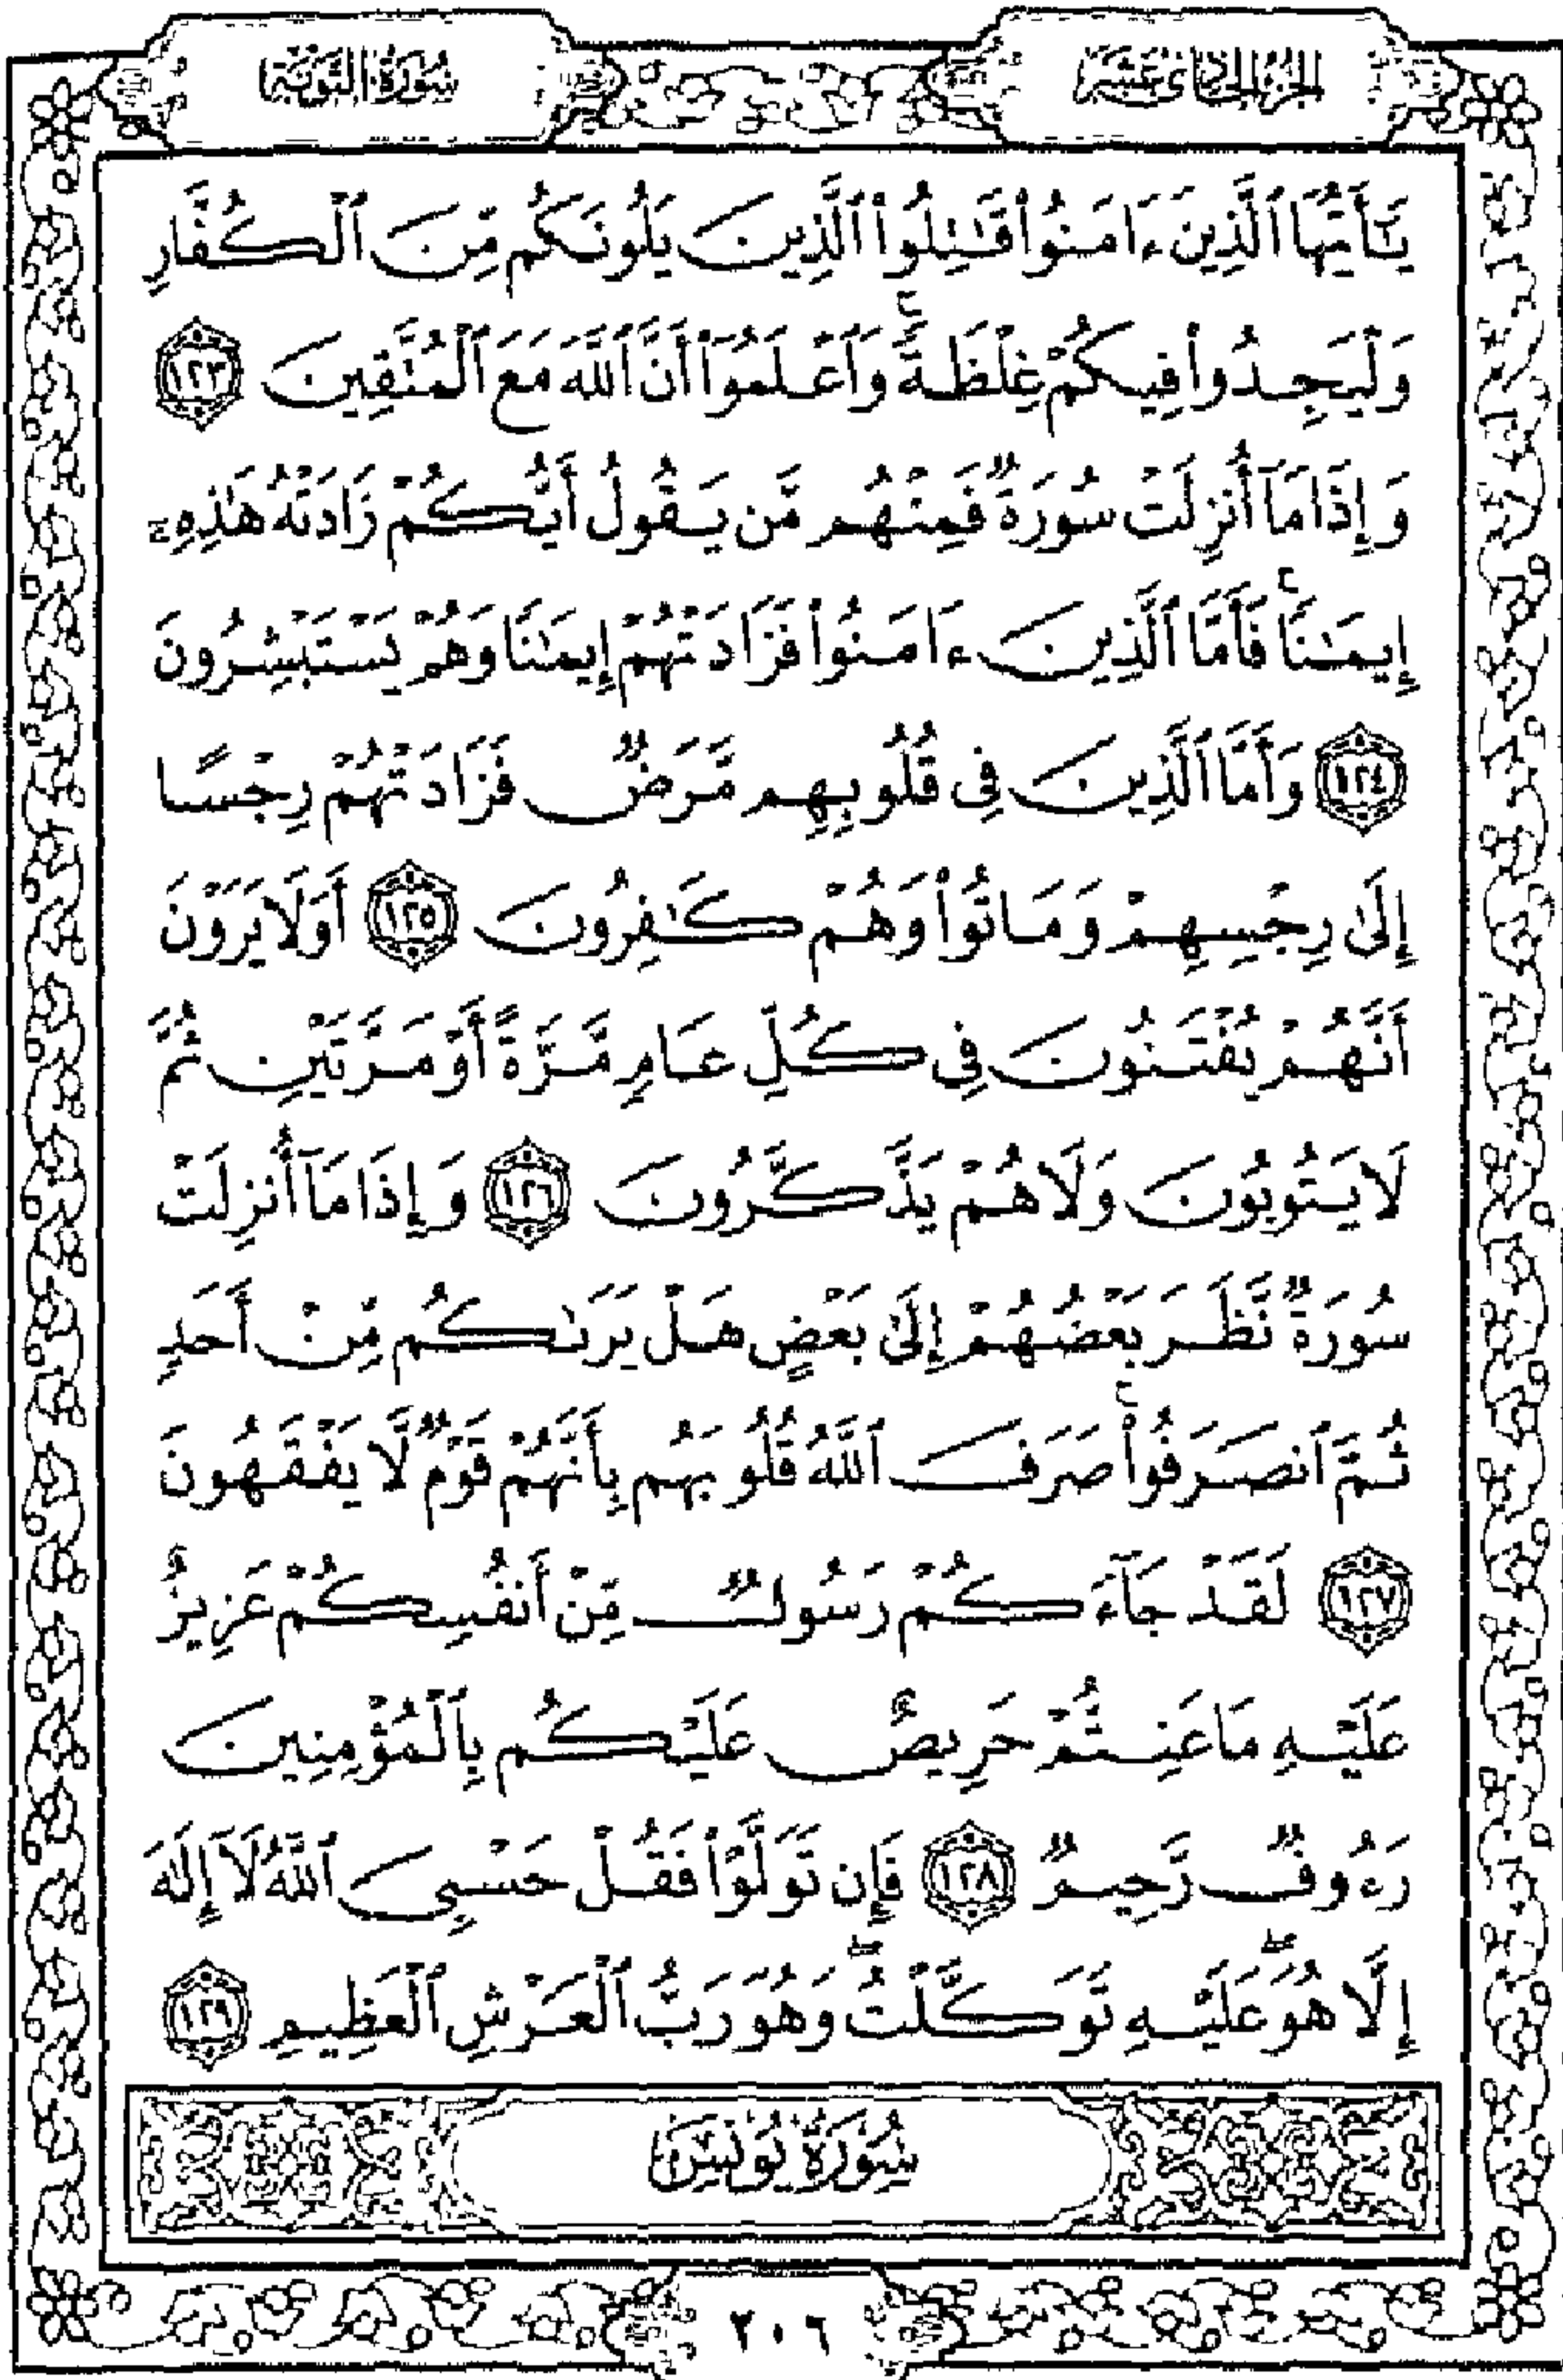 الجزء الحادي عشر
سورة التوبة
يَٰٓأَيُّهَا ٱلَّذِينَ ءَامَنُوا۟ قَٰتِلُوا۟ ٱلَّذِينَ يَلُونَكُم مِّنَ ٱلْكُفَّارِ
وَلْيَجِدُوا۟ فِيكُمْ غِلْظَةً ۚ وَٱعْلَمُوٓا۟ أَنَّ ٱللَّهَ مَعَ ٱلْمُتَّقِينَ ١٢٣
وَإِذَا مَآ أُنزِلَتْ سُورَةٌ فَمِنْهُم مَّن يَقُولُ أَيُّكُمْ زَادَتْهُ هَٰذِهِۦٓ
إِيمَٰنًا ۚ فَأَمَّا ٱلَّذِينَ ءَامَنُوا۟ فَزَادَتْهُمْ إِيمَٰنًا وَهُمْ يَسْتَبْشِرُونَ
١٢٤ وَأَمَّا ٱلَّذِينَ فِى قُلُوبِهِم مَّرَضٌ فَزَادَتْهُمْ رِجْسًا
إِلَىٰ رِجْسِهِمْ وَمَاتُوا۟ وَهُمْ كَٰفِرُونَ ١٢٥ أَوَلَا يَرَوْنَ
أَنَّهُمْ يُفْتَنُونَ فِى كُلِّ عَامٍ مَّرَّةً أَوْ مَرَّتَيْنِ ثُمَّ
لَا يَتُوبُونَ وَلَا هُمْ يَذَّكَّرُونَ ١٢٦ وَإِذَا مَآ أُنزِلَتْ
سُورَةٌ نَّظَرَ بَعْضُهُمْ إِلَىٰ بَعْضٍ هَلْ يَرَىٰكُم مِّنْ أَحَدٍ
ثُمَّ ٱنصَرَفُوا۟ ۚ صَرَفَ ٱللَّهُ قُلُوبَهُم بِأَنَّهُمْ قَوْمٌ لَّا يَفْقَهُونَ
١٢٧ لَقَدْ جَآءَكُمْ رَسُولٌ مِّنْ أَنفُسِكُمْ عَزِيزٌ
عَلَيْهِ مَا عَنِتُّمْ حَرِيصٌ عَلَيْكُم بِٱلْمُؤْمِنِينَ
رَءُوفٌ رَّحِيمٌ ١٢٨ فَإِن تَوَلَّوْا۟ فَقُلْ حَسْبِىَ ٱللَّهُ لَآ إِلَٰهَ
إِلَّا هُوَ ۖ عَلَيْهِ تَوَكَّلْتُ ۖ وَهُوَ رَبُّ ٱلْعَرْشِ ٱلْعَظِيمِ ١٢٩
سُورَةُ يُونُسَ
٢٠٦